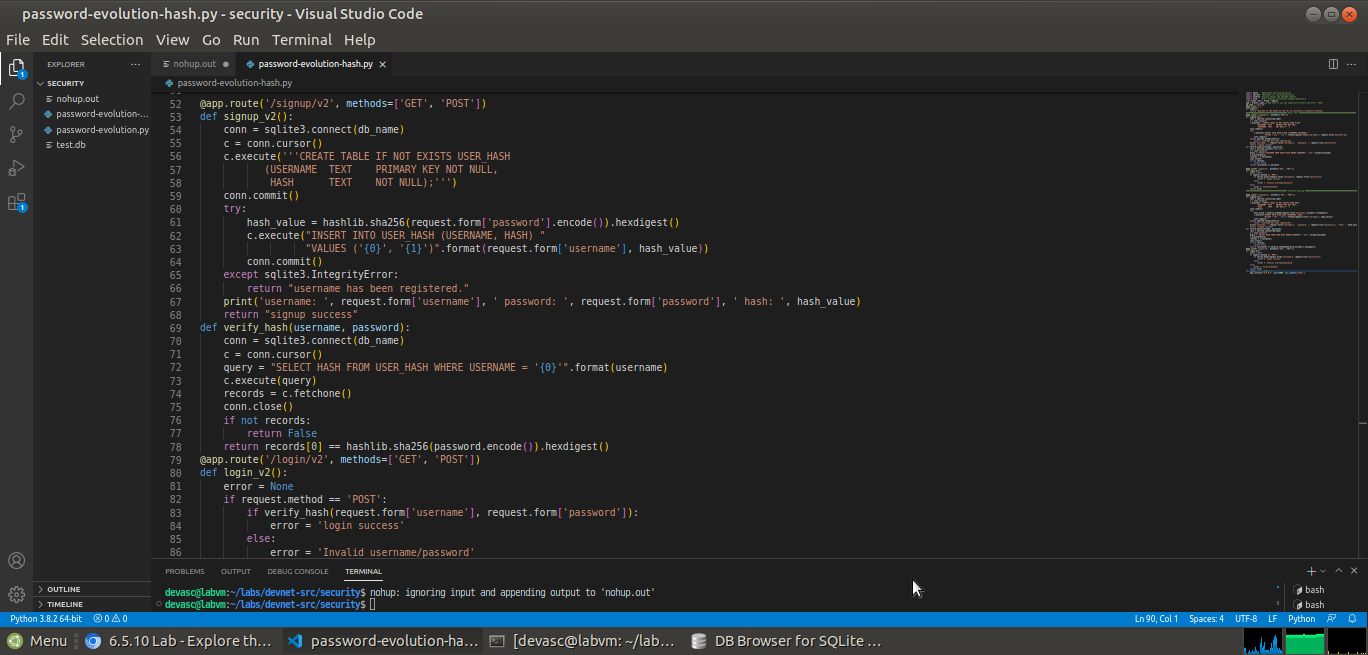 password-evolution-hash.py - security - Visual Studio Code
File Edit Selection View Go Run Terminal Help
EXPLORER ···
nohup.out ● password-evolution-hash.py ×
SECURITY
password-evolution-hash.py
nohup.out
password-evolution-...
password-evolution.py
test.db
52 @app.route('/signup/v2', methods=['GET', 'POST'])
53 def signup_v2():
54     conn = sqlite3.connect(db_name)
55     c = conn.cursor()
56     c.execute('''CREATE TABLE IF NOT EXISTS USER_HASH
57            (USERNAME  TEXT    PRIMARY KEY NOT NULL,
58             HASH      TEXT    NOT NULL);''')
59     conn.commit()
60     try:
61         hash_value = hashlib.sha256(request.form['password'].encode()).hexdigest()
62         c.execute("INSERT INTO USER_HASH (USERNAME, HASH) "
63                   "VALUES ('{0}', '{1}')".format(request.form['username'], hash_value))
64         conn.commit()
65     except sqlite3.IntegrityError:
66         return "username has been registered."
67     print('username: ', request.form['username'], ' password: ', request.form['password'], ' hash: ', hash_value)
68     return "signup success"
69 def verify_hash(username, password):
70     conn = sqlite3.connect(db_name)
71     c = conn.cursor()
72     query = "SELECT HASH FROM USER_HASH WHERE USERNAME = '{0}'".format(username)
73     c.execute(query)
74     records = c.fetchone()
75     conn.close()
76     if not records:
77         return False
78     return records[0] == hashlib.sha256(password.encode()).hexdigest()
79 @app.route('/login/v2', methods=['GET', 'POST'])
80 def login_v2():
81     error = None
82     if request.method == 'POST':
83         if verify_hash(request.form['username'], request.form['password']):
84             error = 'login success'
85         else:
86             error = 'Invalid username/password'
PROBLEMS OUTPUT DEBUG CONSOLE TERMINAL
devasc@labvm:~/labs/devnet-src/security$ nohup: ignoring input and appending output to 'nohup.out'
devasc@labvm:~/labs/devnet-src/security$
bash
bash
OUTLINE
TIMELINE
Python 3.8.2 64-bit 0 0 Ln 90, Col 1 Spaces: 4 UTF-8 LF Python
Menu 6.5.10 Lab - Explore th... password-evolution-ha... [devasc@labvm: ~/lab... DB Browser for SQLite ...